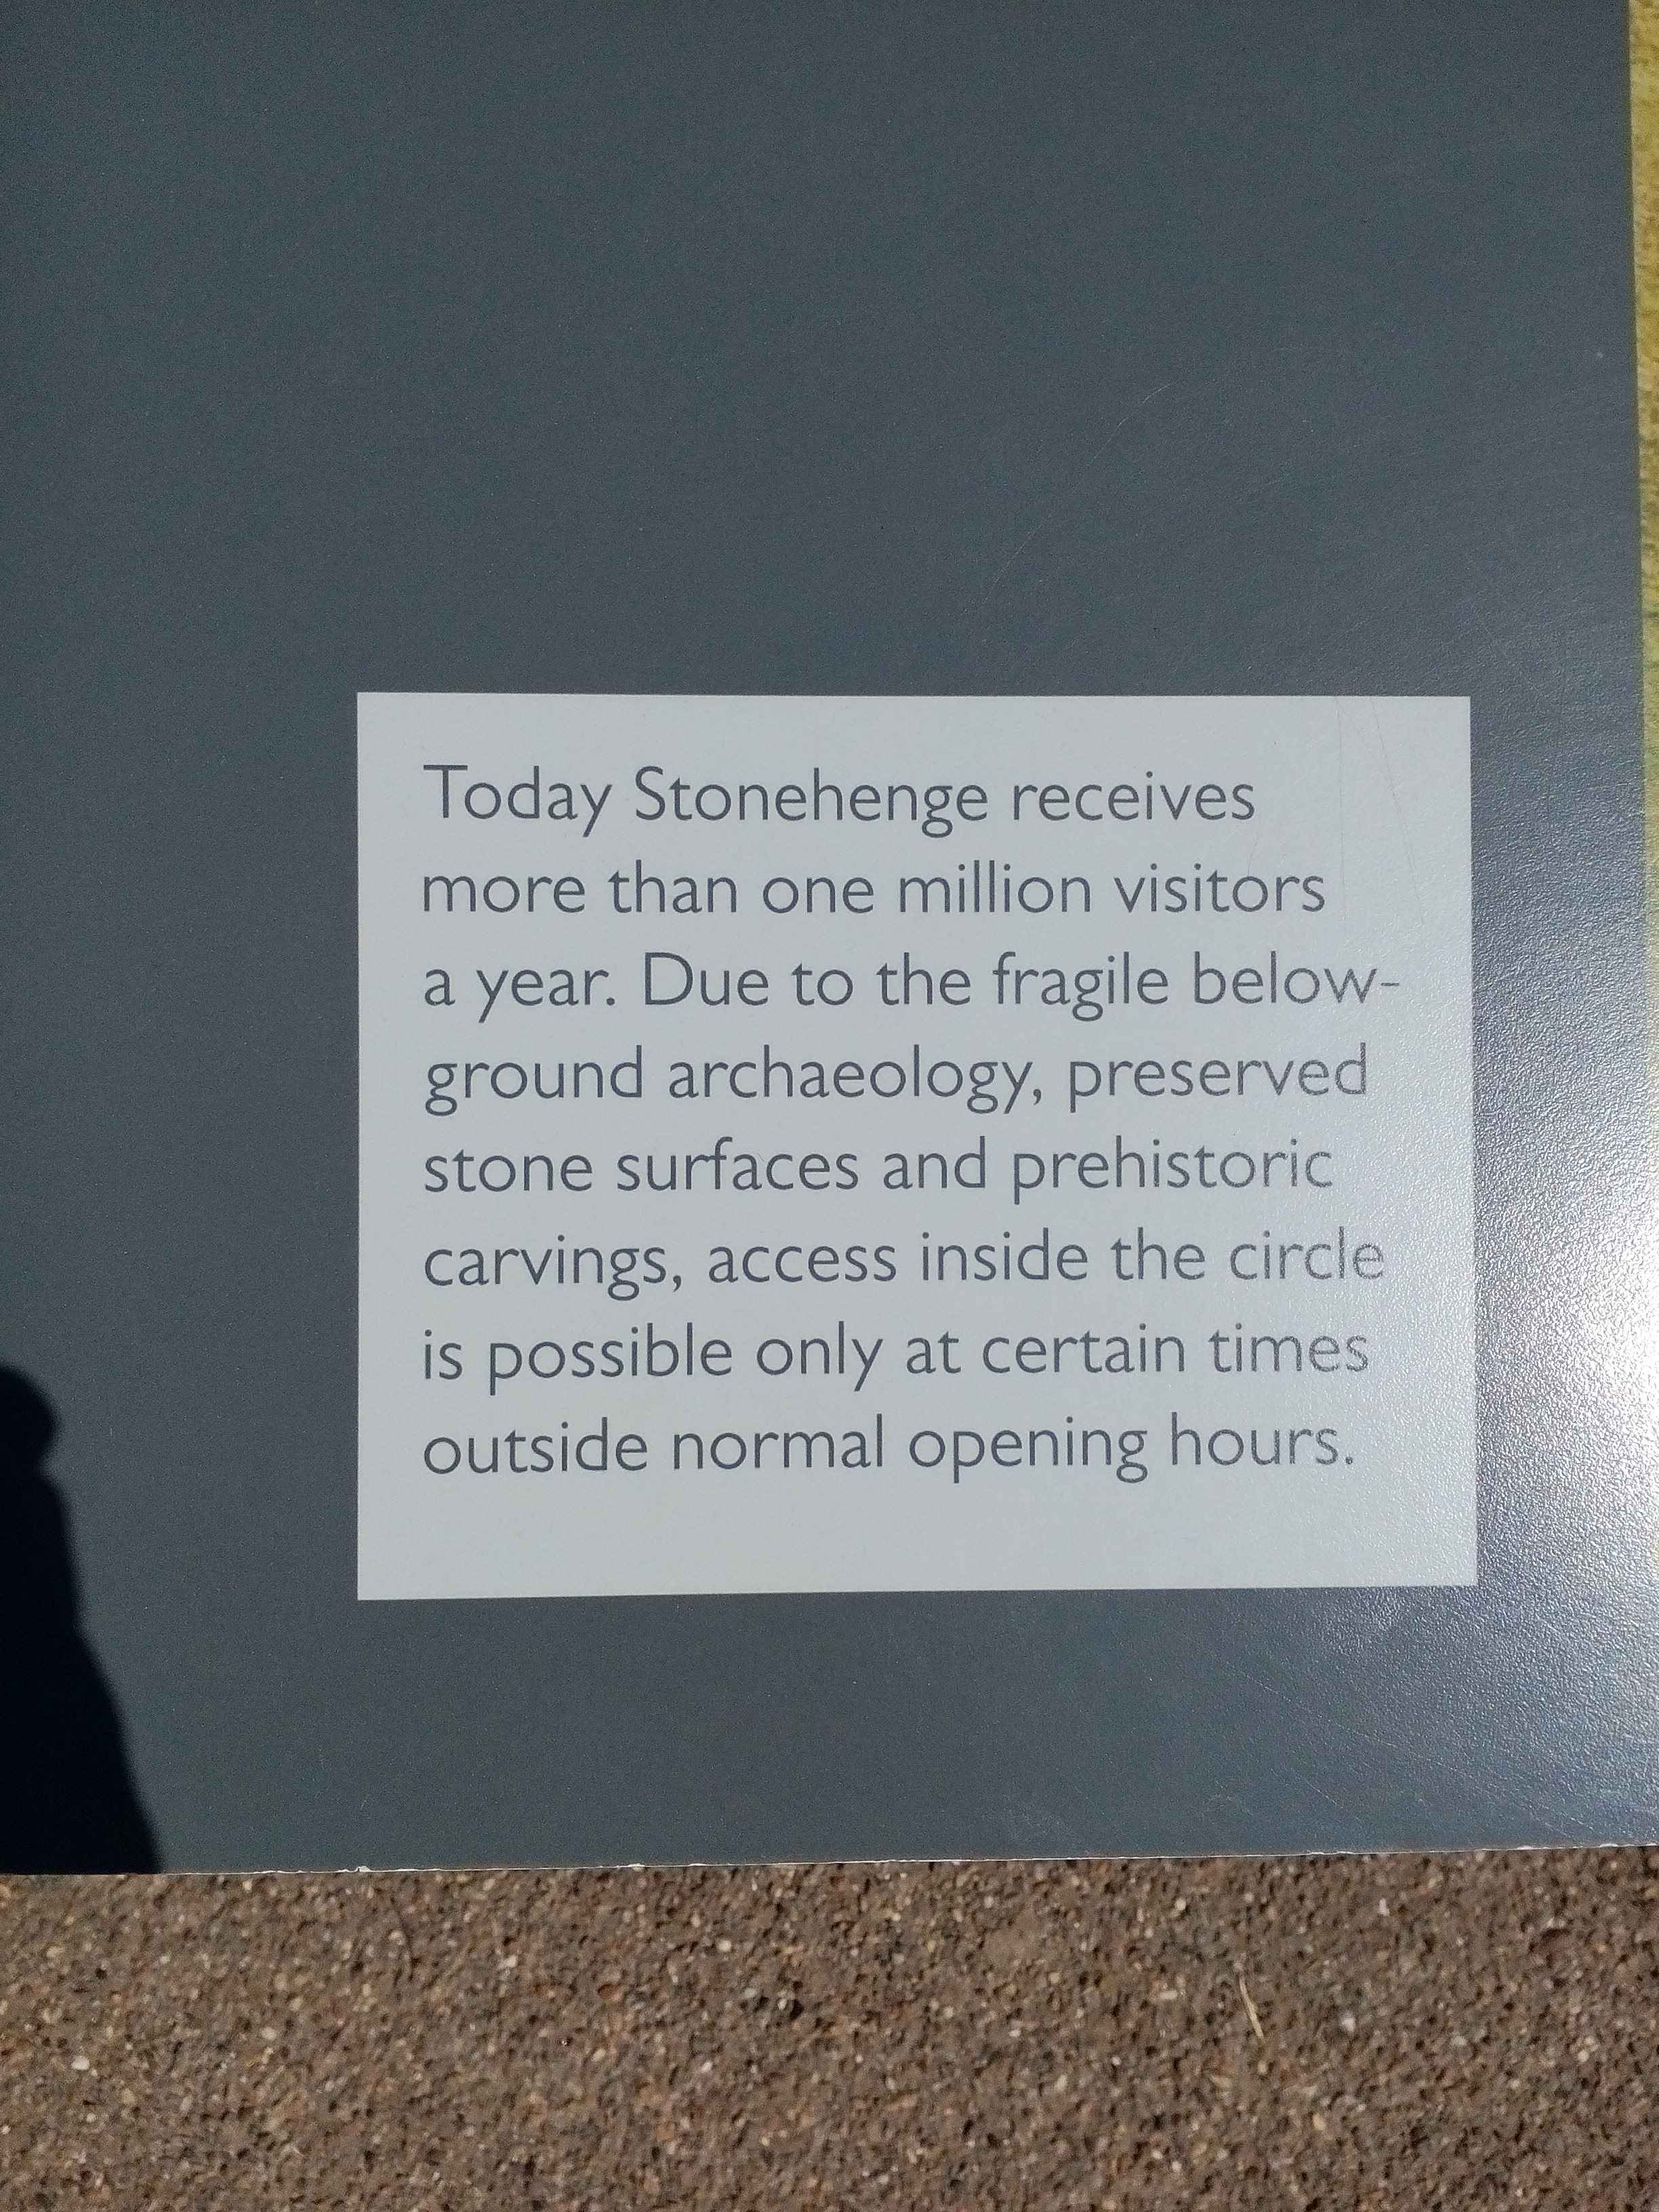 Today Stonehenge receives
more than one million visitors
a year. Due to the fragile below-
ground archaeology, preserved
stone surfaces and prehistoric
carvings, access inside the circle
is possible only at certain times
outside normal opening hours.